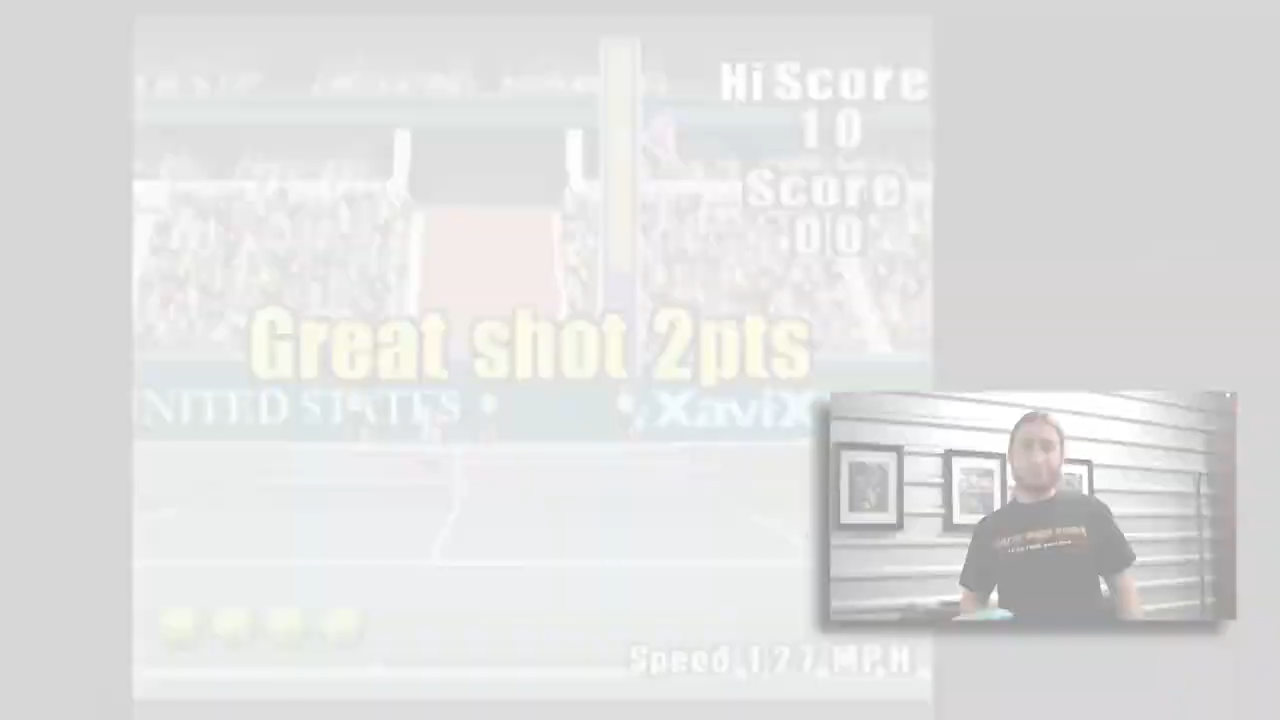 Hi Score
10
Score
00
Great shot 2pts
NITED STATES
XaviX
Speed 127 MPH